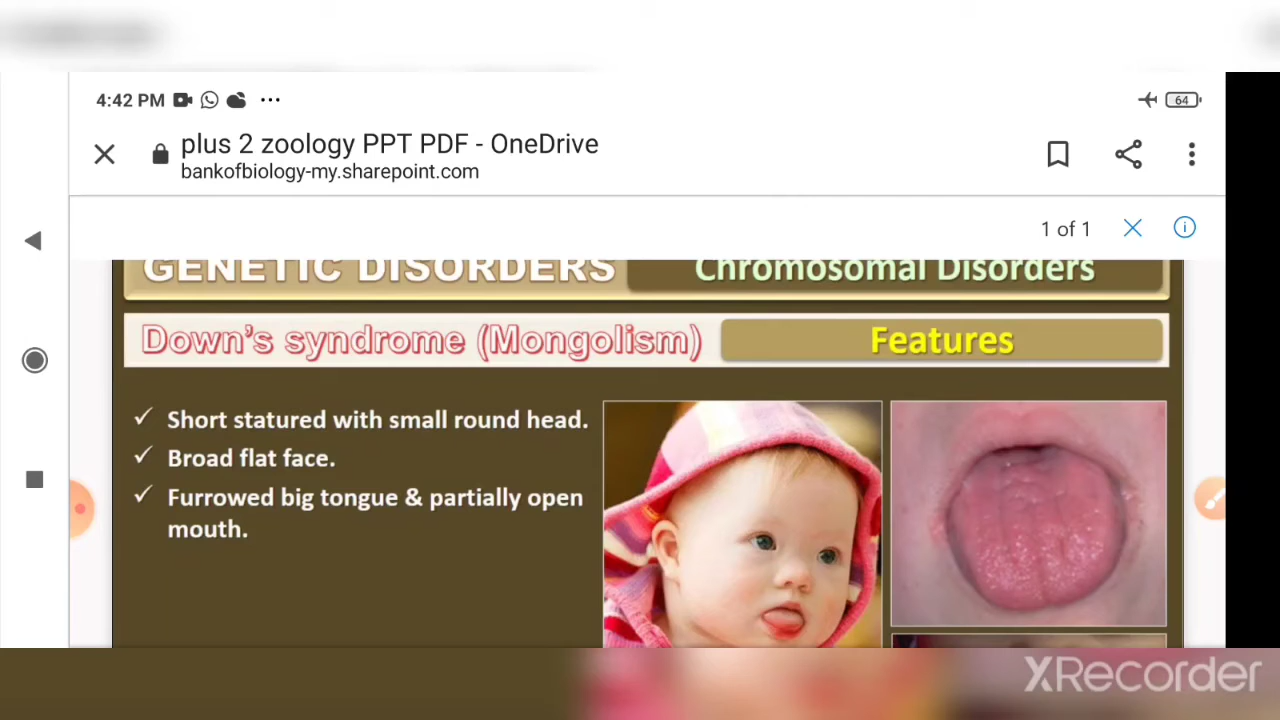 4:42 PM
64
plus 2 zoology PPT PDF - OneDrive
bankofbiology-my.sharepoint.com
1 of 1
GENETIC DISORDERS
Chromosomal Disorders
Down's syndrome (Mongolism)
Features
✓ Short statured with small round head.
✓ Broad flat face.
✓ Furrowed big tongue & partially open
mouth.
XRecorder